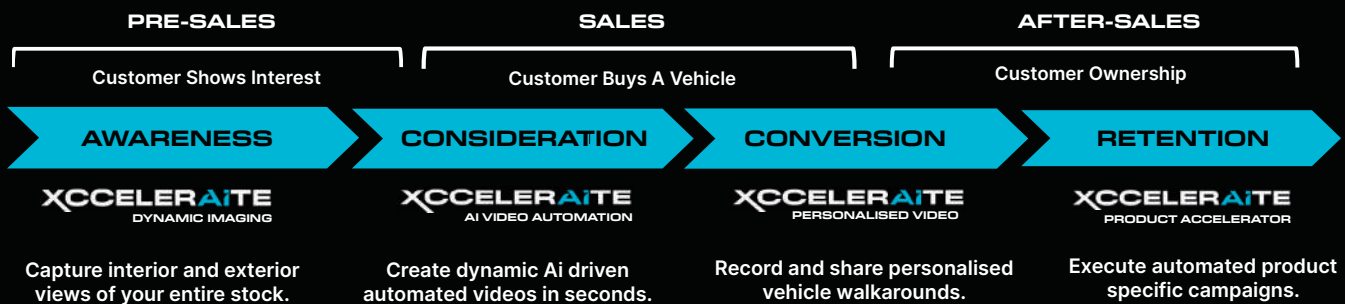 PRE-SALES
SALES
AFTER-SALES
Customer Shows Interest
Customer Buys A Vehicle
Customer Ownership
AWARENESS
CONSIDERATION
CONVERSION
RETENTION
XCCELERAiTE
DYNAMIC IMAGING
XCCELERAiTE
AI VIDEO AUTOMATION
XCCELERAiTE
PERSONALISED VIDEO
XCCELERAiTE
PRODUCT ACCELERATOR
Capture interior and exterior
views of your entire stock.
Create dynamic Ai driven
automated videos in seconds.
Record and share personalised
vehicle walkarounds.
Execute automated product
specific campaigns.